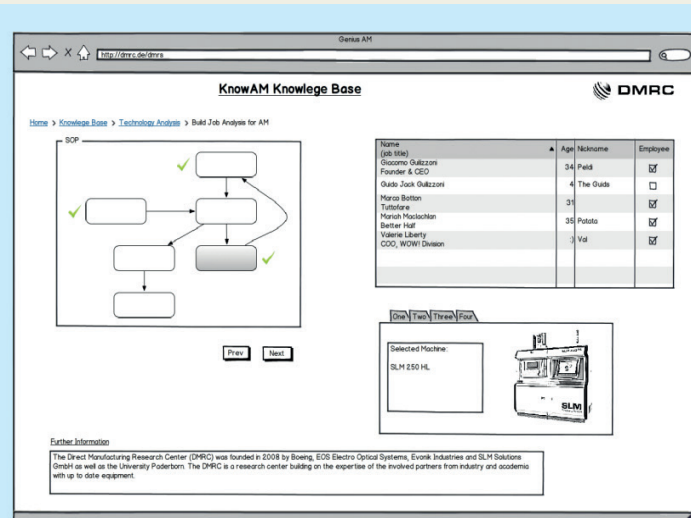 Genius AM
http://dmrc.de/dmrs
KnowAM Knowlege Base
DMRC
Home > Knowlege Base > Technology Analysis > Build Job Analysis for AM
SOP
Name
(job title) ▲ Age Nickname Employee
Giacomo Guilizzoni
Founder & CEO 34 Peldi
Guido Jack Guilizzoni 4 The Guids
Marco Botton
Tuttofare 31
Mariah Maclachlan
Better Half 35 Potato
Valerie Liberty
COO, WOW! Division :) Val
One Two Three Four
Selected Machine:
SLM 250 HL
SLM
Prev Next
Further Information
The Direct Manufacturing Research Center (DMRC) was founded in 2008 by Boeing, EOS Electro Optical Systems, Evonik Industries and SLM Solutions
GmbH as well as the University Paderborn. The DMRC is a research center building on the expertise of the involved partners from industry and academia
with up to date equipment.